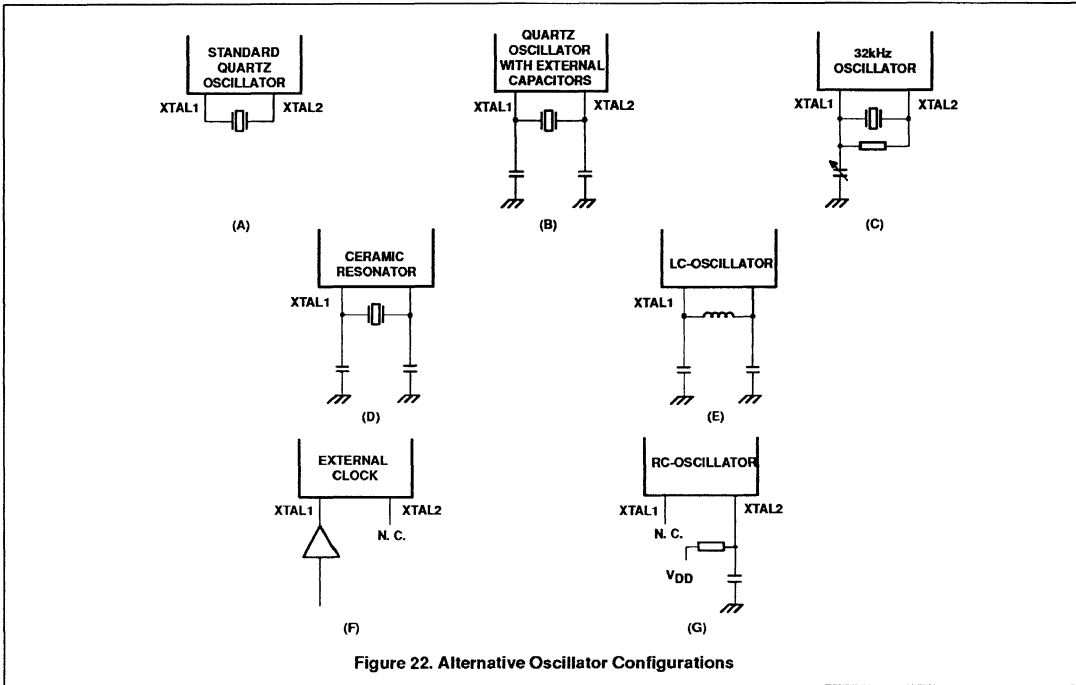 STANDARD
QUARTZ
OSCILLATOR
XTAL1
XTAL2
(A)
QUARTZ
OSCILLATOR
WITH EXTERNAL
CAPACITORS
XTAL1
XTAL2
(B)
32kHz
OSCILLATOR
XTAL1
XTAL2
(C)
CERAMIC
RESONATOR
XTAL1
(D)
LC-OSCILLATOR
XTAL1
(E)
EXTERNAL
CLOCK
XTAL1
XTAL2
N. C.
(F)
RC-OSCILLATOR
XTAL1
XTAL2
N. C.
VDD
(G)
Figure 22. Alternative Oscillator Configurations